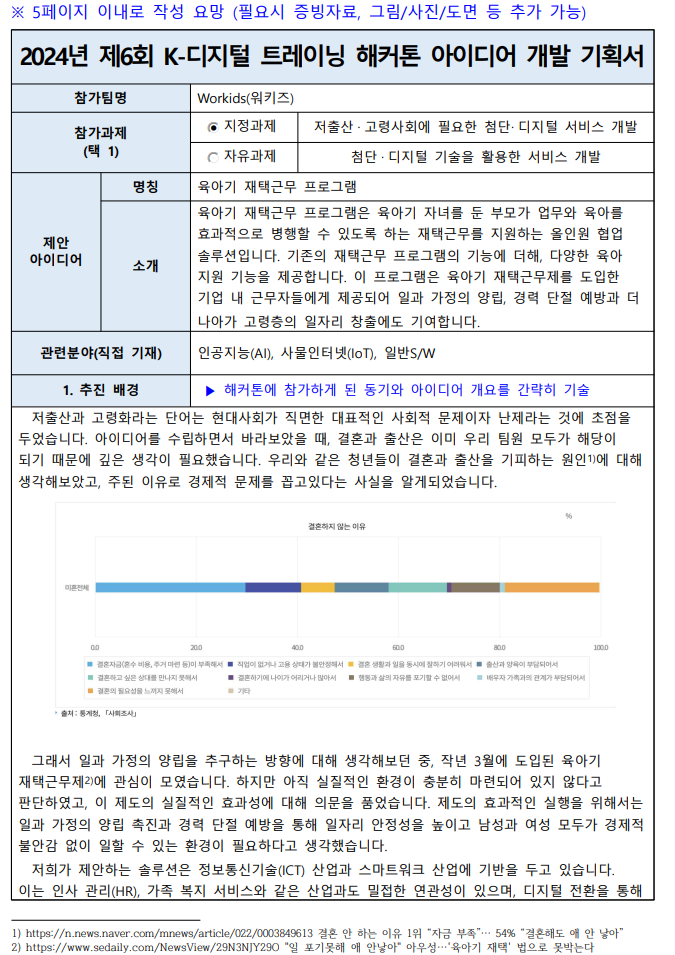 ※ 5페이지 이내로 작성 요망 (필요시 증빙자료, 그림/사진/도면 등 추가 가능)
2024년 제6회 K-디지털 트레이닝 해커톤 아이디어 개발 기획서
참가팀명
Workids(워키즈)
참가과제
(택 1)
지정과제
저출산·고령사회에 필요한 첨단·디지털 서비스 개발
자유과제
첨단·디지털 기술을 활용한 서비스 개발
제안
아이디어
명칭
육아기 재택근무 프로그램
소개
육아기 재택근무 프로그램은 육아기 자녀를 둔 부모가 업무와 육아를
효과적으로 병행할 수 있도록 하는 재택근무를 지원하는 올인원 협업
솔루션입니다. 기존의 재택근무 프로그램의 기능에 더해, 다양한 육아
지원 기능을 제공합니다. 이 프로그램은 육아기 재택근무제를 도입한
기업 내 근무자들에게 제공되어 일과 가정의 양립, 경력 단절 예방과 더
나아가 고령층의 일자리 창출에도 기여합니다.
관련분야(직접 기재)
인공지능(AI), 사물인터넷(IoT), 일반S/W
1. 추진 배경
▶ 해커톤에 참가하게 된 동기와 아이디어 개요를 간략히 기술
저출산과 고령화라는 단어는 현대사회가 직면한 대표적인 사회적 문제이자 난제라는 것에 초점을
두었습니다. 아이디어를 수립하면서 바라보았을 때, 결혼과 출산은 이미 우리 팀원 모두가 해당이
되기 때문에 깊은 생각이 필요했습니다. 우리와 같은 청년들이 결혼과 출산을 기피하는 원인1)에 대해
생각해보았고, 주된 이유로 경제적 문제를 꼽고있다는 사실을 알게되었습니다.
%
결혼하지 않는 이유
미혼전체
0.0 20.0 40.0 60.0 80.0 100.0
결혼자금(혼수 비용, 주거 마련 등)이 부족해서 직업이 없거나 고용 상태가 불안정해서 결혼 생활과 일을 동시에 잘하기 어려워서 출산과 양육이 부담되어서
결혼하고 싶은 상대를 만나지 못해서 결혼하기에 나이가 어리거나 많아서 행동과 삶의 자유를 포기할 수 없어서 배우자 가족과의 관계가 부담되어서
결혼의 필요성을 느끼지 못해서 기타
* 출처 : 통계청, 「사회조사」
그래서 일과 가정의 양립을 추구하는 방향에 대해 생각해보던 중, 작년 3월에 도입된 육아기
재택근무제2)에 관심이 모였습니다. 하지만 아직 실질적인 환경이 충분히 마련되어 있지 않다고
판단하였고, 이 제도의 실질적인 효과성에 대해 의문을 품었습니다. 제도의 효과적인 실행을 위해서는
일과 가정의 양립 촉진과 경력 단절 예방을 통해 일자리 안정성을 높이고 남성과 여성 모두가 경제적
불안감 없이 일할 수 있는 환경이 필요하다고 생각했습니다.
저희가 제안하는 솔루션은 정보통신기술(ICT) 산업과 스마트워크 산업에 기반을 두고 있습니다.
이는 인사 관리(HR), 가족 복지 서비스와 같은 산업과도 밀접한 연관성이 있으며, 디지털 전환을 통해
1) https://n.news.naver.com/mnews/article/022/0003849613 결혼 안 하는 이유 1위 “자금 부족”… 54% “결혼해도 애 안 낳아”
2) https://www.sedaily.com/NewsView/29N3NJY29O "일 포기못해 애 안낳아" 아우성…'육아기 재택' 법으로 못박는다